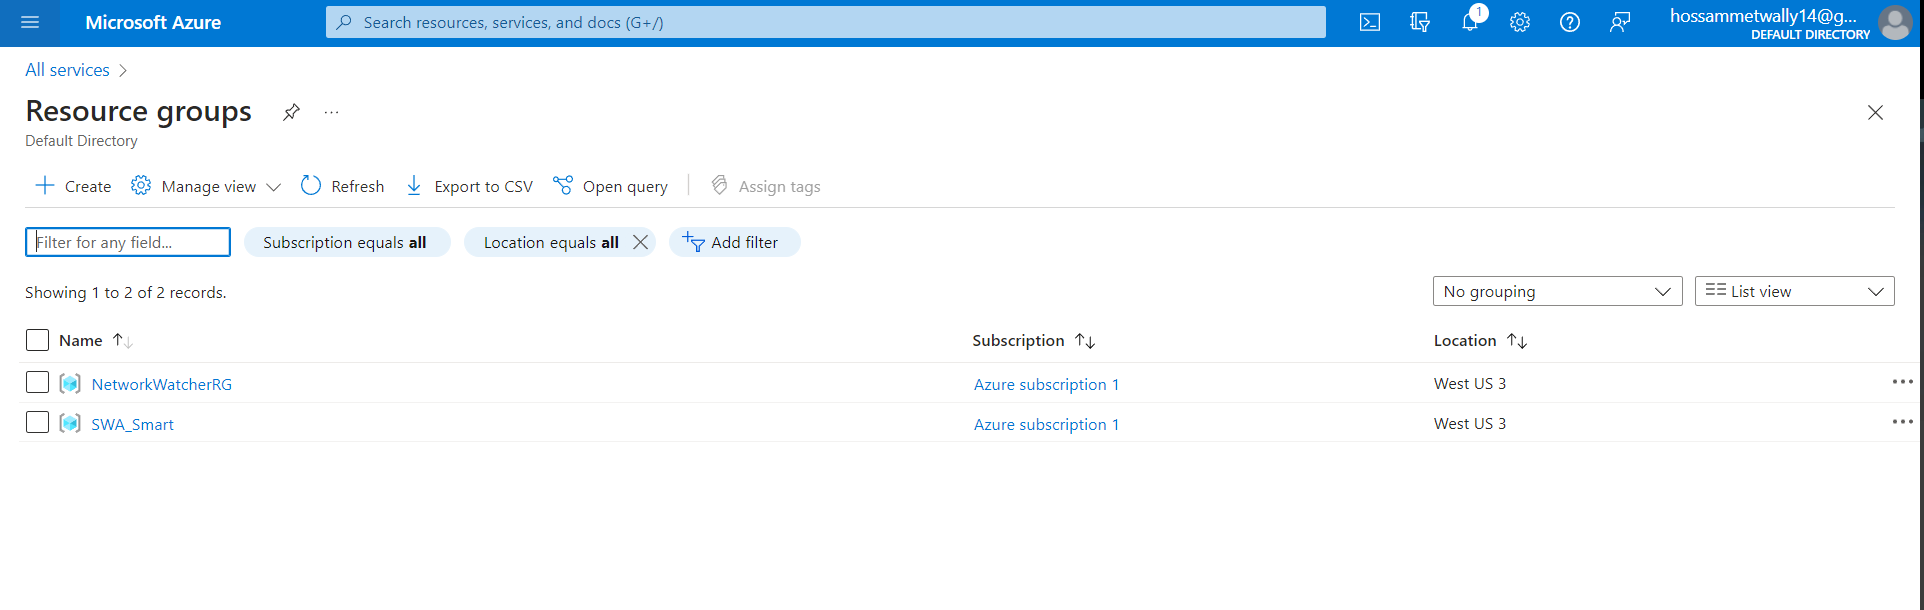 Microsoft Azure
Search resources, services, and docs (G+/)
1
hossammetwally14@g...
DEFAULT DIRECTORY
All services
Resource groups
Default Directory
Create
Manage view
Refresh
Export to CSV
Open query
Assign tags
Filter for any field...
Subscription equals all
Location equals all
Add filter
Showing 1 to 2 of 2 records.
No grouping
List view
Name
Subscription
Location
NetworkWatcherRG
Azure subscription 1
West US 3
SWA_Smart
Azure subscription 1
West US 3